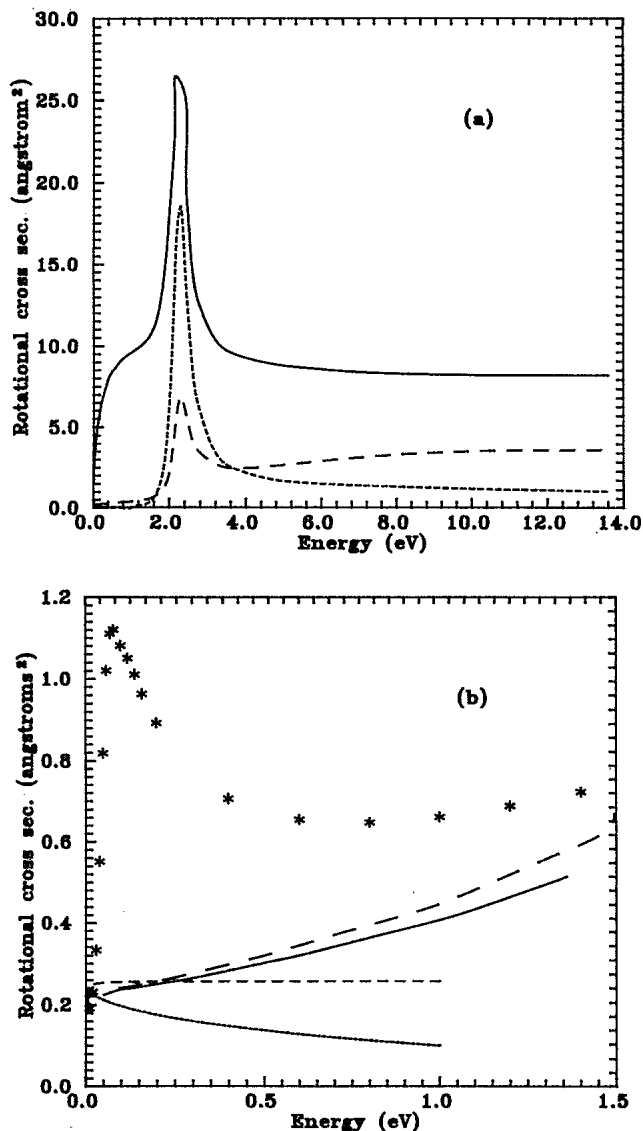 30.0
25.0
20.0
15.0
10.0
5.0
0.0
Rotational cross sec. (angstrom²)
(a)
0.0 2.0 4.0 6.0 8.0 10.0 12.0 14.0
Energy (eV)
1.2
1.0
0.8
0.6
0.4
0.2
0.0
Rotational cross sec. (angstroms²)
(b)
0.0 0.5 1.0 1.5
Energy (eV)